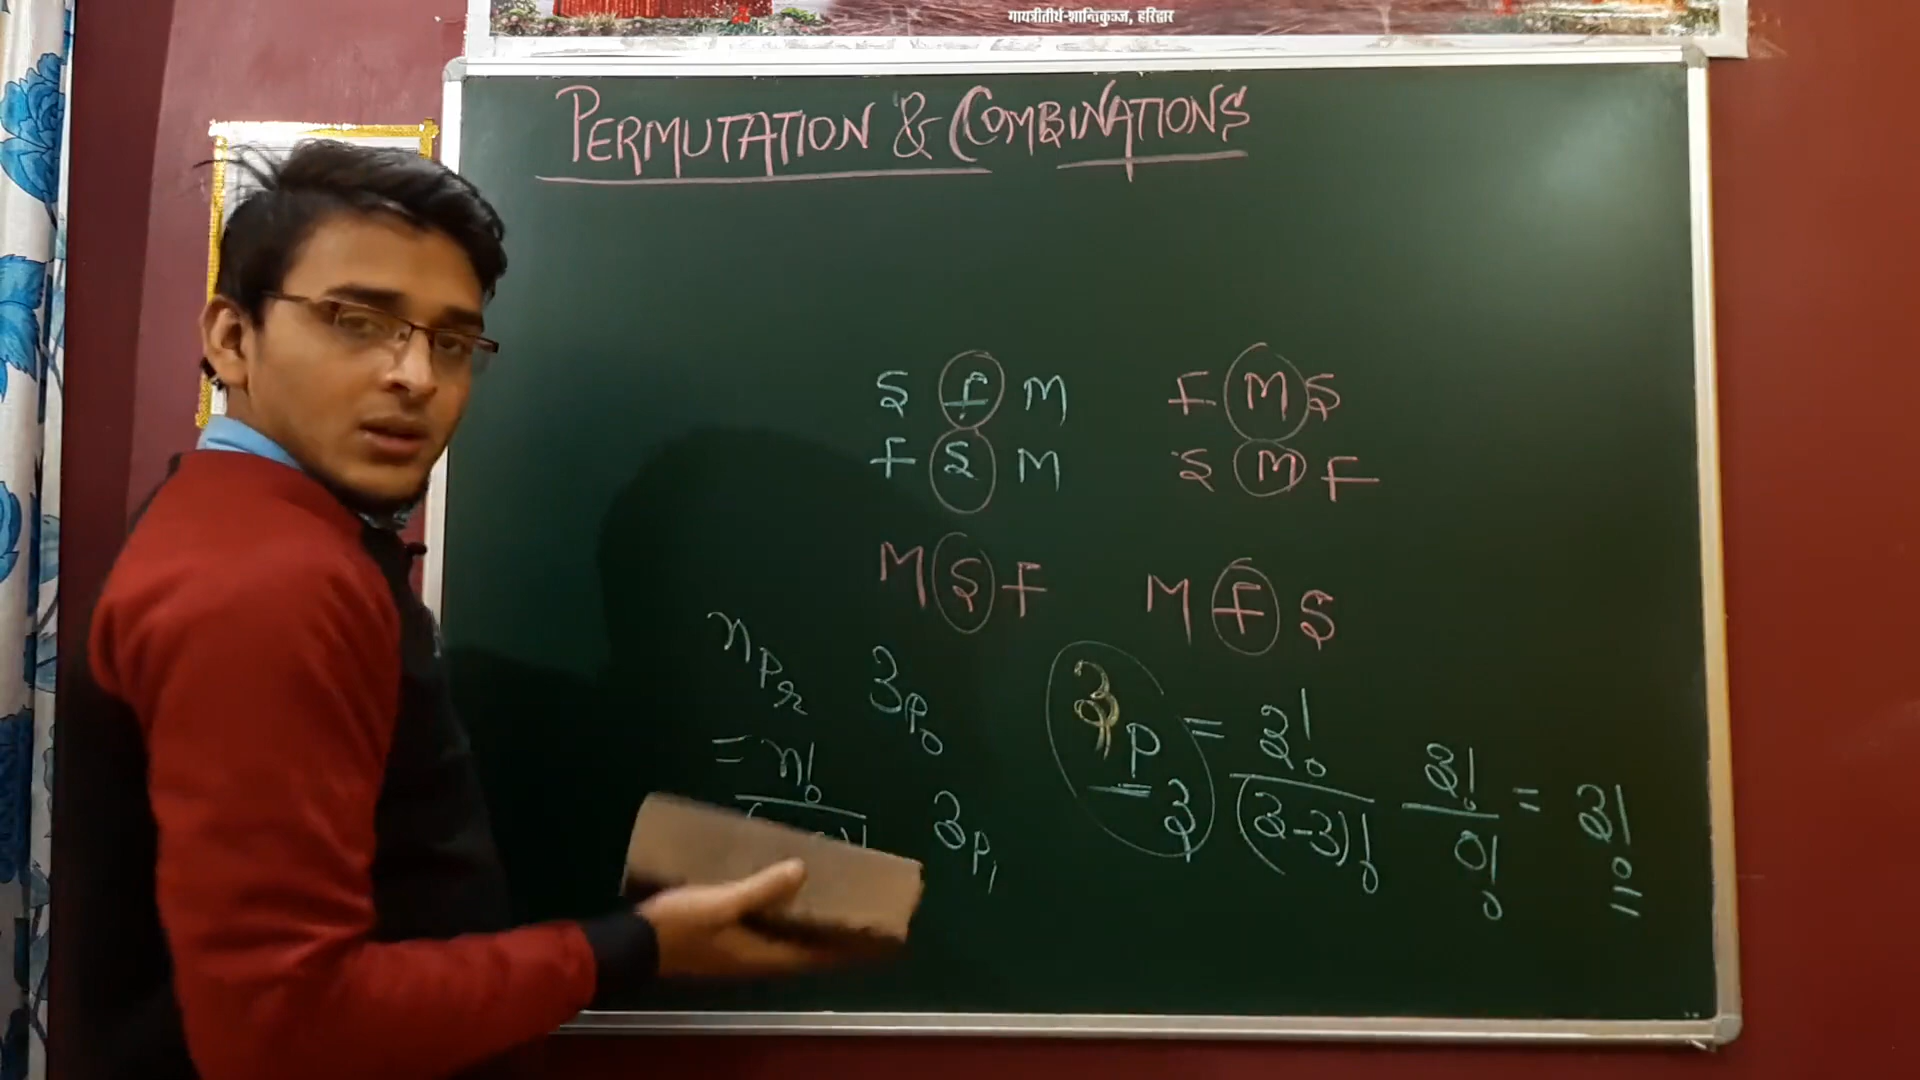 गायत्रीतीर्थ-शान्तिकुञ्ज, हरिद्वार
PERMUTATION & COMBINATIONS
S F M F M S
F S M S M F
M S F M F S
nPr 3P0 3P3 = 3! / (3-3)! 3! / 0! = 3!
= n! / 3P1